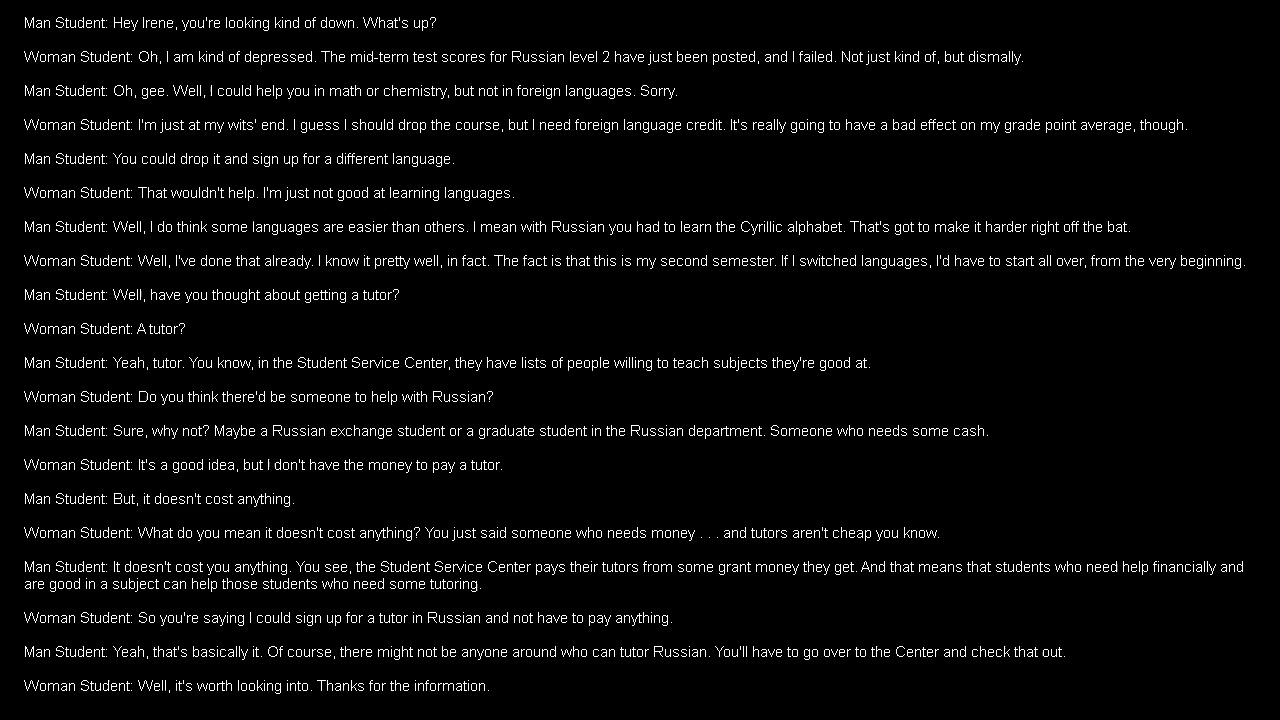 Man Student: Hey Irene, you're looking kind of down. What's up?
Woman Student: Oh, I am kind of depressed. The mid-term test scores for Russian level 2 have just been posted, and I failed. Not just kind of, but dismally.
Man Student: Oh, gee. Well, I could help you in math or chemistry, but not in foreign languages. Sorry.
Woman Student: I'm just at my wits' end. I guess I should drop the course, but I need foreign language credit. It's really going to have a bad effect on my grade point average, though.
Man Student: You could drop it and sign up for a different language.
Woman Student: That wouldn't help. I'm just not good at learning languages.
Man Student: Well, I do think some languages are easier than others. I mean with Russian you had to learn the Cyrillic alphabet. That's got to make it harder right off the bat.
Woman Student: Well, I've done that already. I know it pretty well, in fact. The fact is that this is my second semester. If I switched languages, I'd have to start all over, from the very beginning.
Man Student: Well, have you thought about getting a tutor?
Woman Student: A tutor?
Man Student: Yeah, tutor. You know, in the Student Service Center, they have lists of people willing to teach subjects they're good at.
Woman Student: Do you think there'd be someone to help with Russian?
Man Student: Sure, why not? Maybe a Russian exchange student or a graduate student in the Russian department. Someone who needs some cash.
Woman Student: It's a good idea, but I don't have the money to pay a tutor.
Man Student: But, it doesn't cost anything.
Woman Student: What do you mean it doesn't cost anything? You just said someone who needs money . . . and tutors aren't cheap you know.
Man Student: It doesn't cost you anything. You see, the Student Service Center pays their tutors from some grant money they get. And that means that students who need help financially and
are good in a subject can help those students who need some tutoring.
Woman Student: So you're saying I could sign up for a tutor in Russian and not have to pay anything.
Man Student: Yeah, that's basically it. Of course, there might not be anyone around who can tutor Russian. You'll have to go over to the Center and check that out.
Woman Student: Well, it's worth looking into. Thanks for the information.